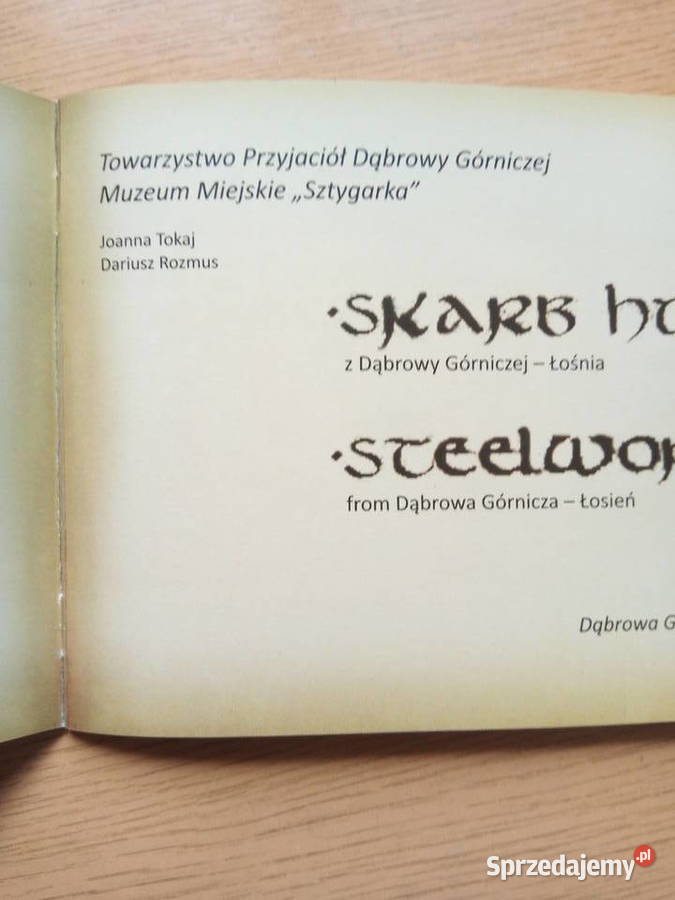 Towarzystwo Przyjaciół Dąbrowy Górniczej
Muzeum Miejskie „Sztygarka”
Joanna Tokaj
Dariusz Rozmus
·SKARB
z Dąbrowy Górniczej – Łośnia
from Dąbrowa Górnicza – Łosień
Dąbrowa
Sprzedajemy.pl